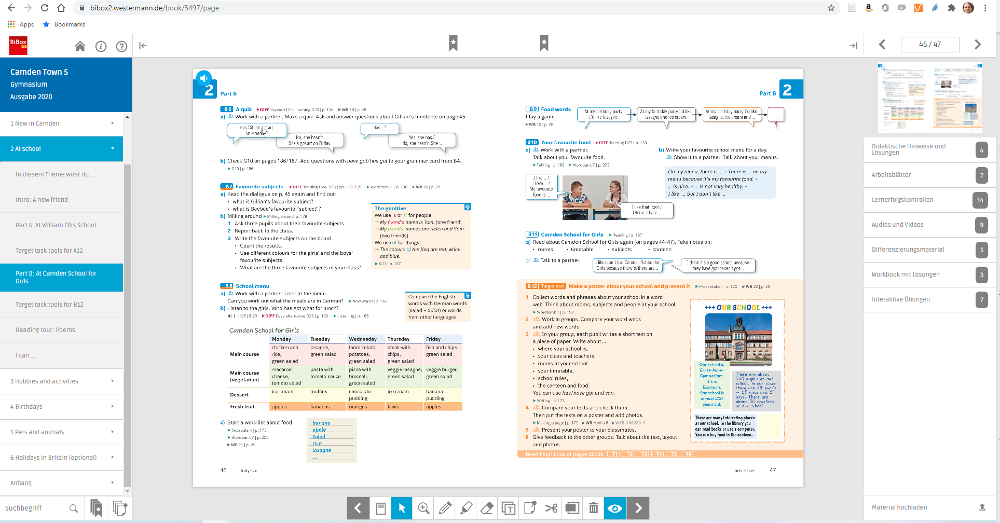 bibox2.westermann.de/book/3497/page
Apps
Bookmarks
BiBox
2.0
46 / 47
Camden Town 5
Gymnasium
Ausgabe 2020
1 New in Camden
2 At school
In diesem Theme wirst du ...
Intro: A new friend
Part A: At William Ellis School
Target task tools for A12
Part B: At Camden School for
Girls
Target task tools for B12
Reading tour: Poems
I can ...
3 Hobbies and activities
4 Birthdays
5 Pets and animals
6 Holidays in Britain (optional)
Anhang
Suchbegriff
2
Part B
B6 A quiz ▶DIFF Support D22, Training D23 | p. 138 ▶WB 18 | p. 28
a) Work with a partner. Make a quiz. Ask and answer questions about Gillian's timetable on page 45.
Has Gillian got art
on Monday?
No, she hasn't.
She's got art on Friday.
Has ...?
Yes, she has./
No, she hasn't. She ...
b) Check G10 on pages 186/187. Add questions with have got/has got to your grammar card from B4.
▶ G10 | p. 186
B7 Favourite subjects ▶DIFF Training D24, D25 | pp. 138-139 ▶ Wordbank 1 | p. 198 ▶ WB 20 | p. 29
a) Read the dialogue on p. 45 again and find out:
• what is Gillian's favourite subject?
• what is Beebee's favourite "subject"?
b) Milling around ▶ Milling around, p. 178
1 Ask three pupils about their favourite subjects.
2 Report back to the class.
3 Write the favourite subjects on the board.
• Count the results.
• Use different colours for the girls' and the boys'
favourite subjects.
• What are the three favourite subjects in your class?
The genitive
We use 's or s' for people:
→ My friend's name is Tom. (one friend)
→ My friends' names are Helen and Sam.
(two friends)
We use of for things:
→ The colours of the flag are red, white
and blue.
▶ G11 | p. 187
B8 School menu
a) Work with a partner. Look at the menu.
Can you work out what the meals are in German? ▶ New words | p. 168
b) Listen to the girls. Who has got what for lunch?
L 1/26 | S 20 ▶DIFF Easy alternative D26 | p. 139 ▶ Listening | p. 166
Compare the English
words with German words
(salad – Salat) or words
from other languages.
Camden School for Girls
Monday Tuesday Wednesday Thursday Friday
Main course
chicken and
rice,
green salad
lasagne,
green salad
lamb kebab,
potatoes,
green salad
steak with
chips,
green salad
fish and chips,
green salad
Main course
(vegetarian)
macaroni
cheese,
tomato salad
pasta with
tomato sauce
pizza with
broccoli,
green salad
veggie lasagne,
green salad
veggie burger,
green salad
Dessert
ice cream
muffins
chocolate
pudding
ice cream
banana
pudding
Fresh fruit apples bananas oranges kiwis apples
c) Start a word list about food.
▶ Vocabulary | p. 175
▶ Wordbank 7 | p. 203
▶ WB 21 | p. 29
banana
apple
salad
rice
lasagne
...
46 forty-six
Part B 2
B9 Food words
Play a game:
▶ WB 19 | p. 28
At my birthday party
I'd like lasagne.
At my birthday party I'd like
lasagne and ice cream.
At my birthday party I'd like
lasagne, ice cream and ...
...
B10 Your favourite food ▶ DIFF Training D27 | p. 139
a) Work with a partner.
Talk about your favourite food.
▶ Talking p. 169 ▶ Wordbank 7 | p. 203
I like ... /
I love ... /
My favourite
food is ...
I like that, too! /
Oh no, I hate ...
b) Write your favourite school menu for a day.
Show it to a partner. Talk about your menus.
On my menu, there is ... • There is ... on my
menu because it's my favourite food. •
... is nice. • ... is not very healthy. •
I like ..., but I don't like ...
B11 Camden School for Girls ▶ Reading | p. 167
a) Read about Camden School for Girls again (on pages 44-47). Take notes on:
• rooms • timetable • subjects • canteen
b) Talk to a partner.
I like/don't like Camden School for
Girls because there's/there are ...
I think it's a good school because
they have got/haven't got ...
B12 Target task Make a poster about your school and present it ▶ Presentation p. 170 ▶ WB 22 | p. 29
1 Collect words and phrases about your school in a word
web. Think about rooms, subjects and people at your school.
▶ Wordbank 1 | p. 198
2 Work in groups. Compare your word webs
and add new words.
3 In your group, each pupil writes a short text on
a piece of paper. Write about ...
• where your school is,
• your class and teachers,
• rooms at your school,
• your timetable,
• school rules,
• the canteen and food.
You can use has/have got and can.
▶ Writing p. 173
4 Compare your texts and check them.
Then put the texts on a poster and add photos.
▶ Making a page | p. 172 ▶ WB Media 6 ▶ WES-149220-2
5 Present your poster to your classmates.
6 Give feedback to the other groups. Talk about the text, layout
and photos.
Need help? Look at pages 48/49. T1 T2 T3 T4 T5 T6
+++ OUR SCHOOL +++
Our school is
Ernst-Abbe-
Gymnasium.
It's in
Eisenach.
Our school is
almost 200
years old.
There are about
550 pupils at our
school. In our class
there are 29 pupils
– 15 girls and 14
boys. There are
about 50 teachers
at our school.
There are many interesting places
at our school. In the library you
can read books or use a computer.
You can buy food in the canteen.
...
forty-seven 47
Didaktische Hinweise und
Lösungen
4
Arbeitsblätter
7
Lernerfolgskontrollen
14
Audios und Videos
9
Differenzierungsmaterial
5
Workbook mit Lösungen
3
Interaktive Übungen
7
Material hochladen